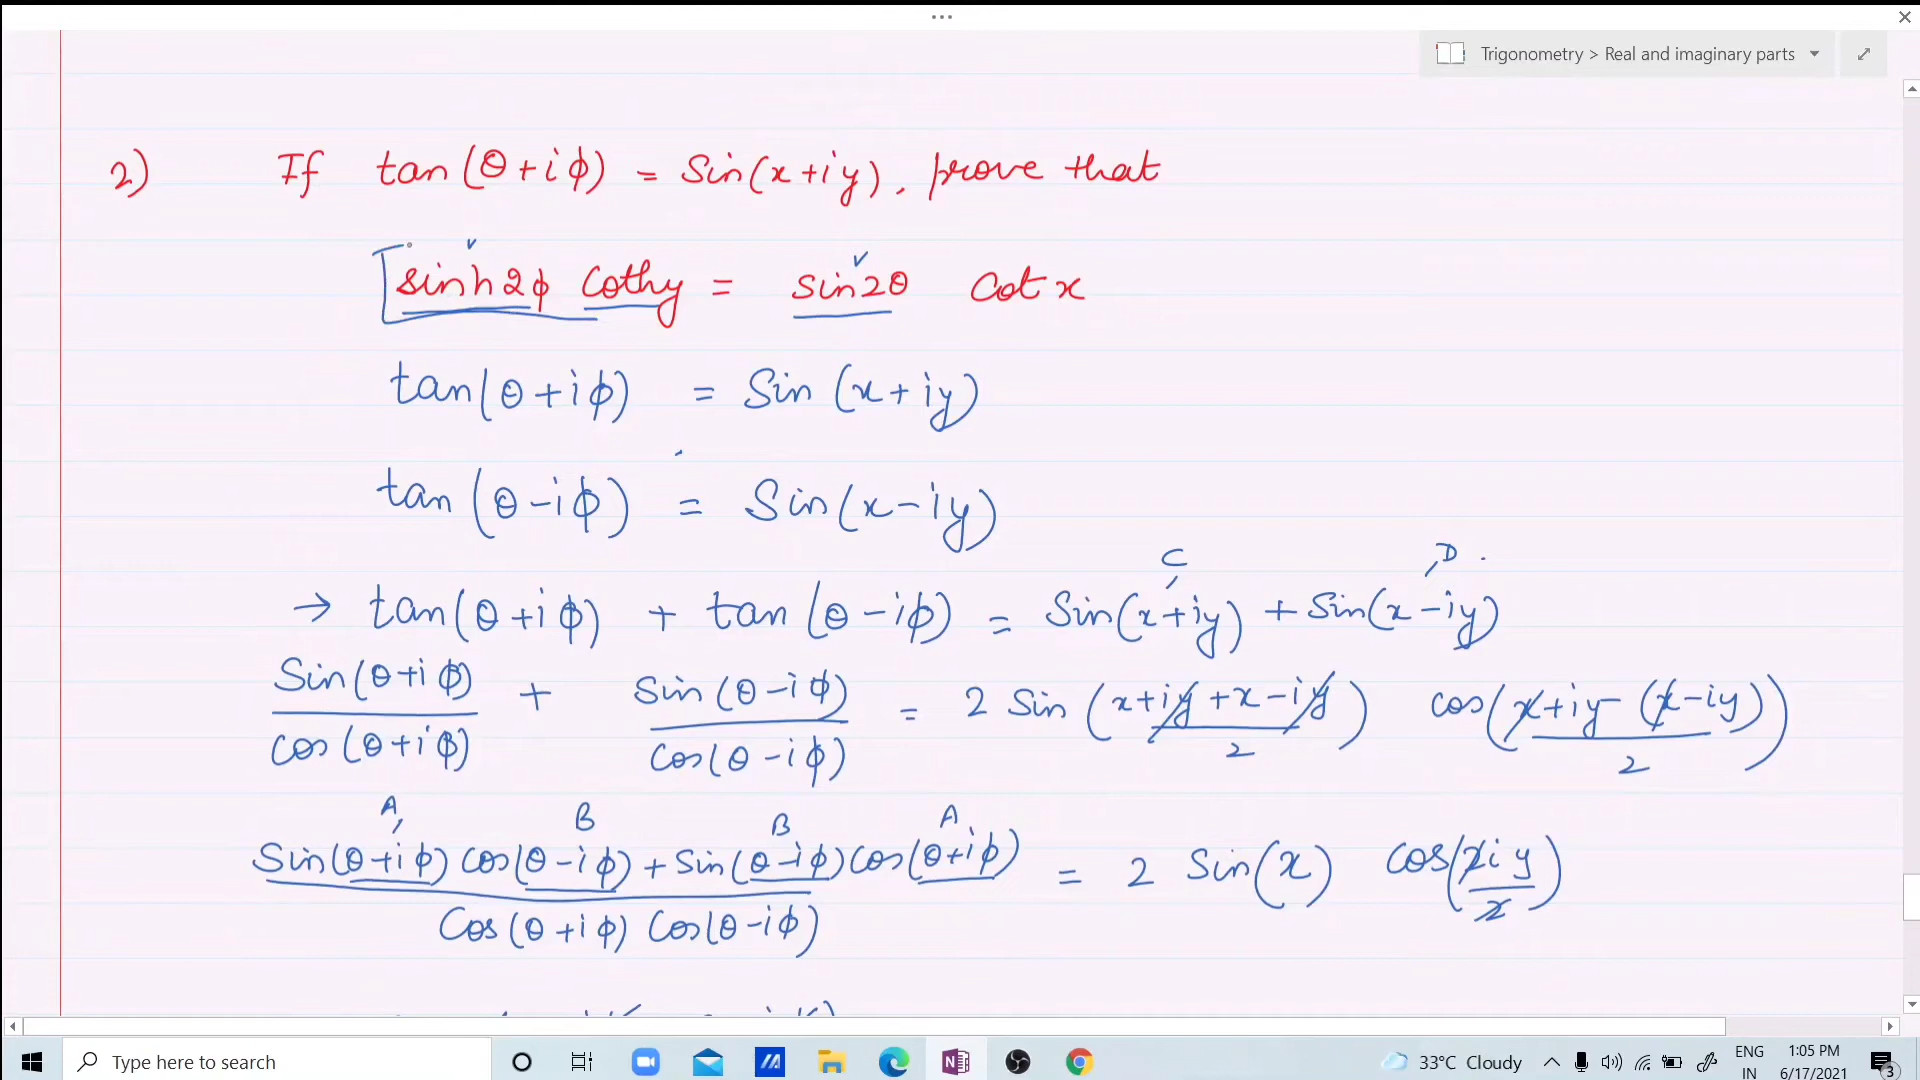 Trigonometry > Real and imaginary parts
2) If tan(θ+iϕ) = Sin(x+iy), prove that
sinh2ϕ Cothy = sin2θ Cot x
tan(θ+iϕ) = Sin (x+iy)
tan(θ-iϕ) = Sin(x-iy)
C D
→ tan(θ+iϕ) + tan(θ-iϕ) = Sin(x+iy) + Sin(x-iy)
Sin(θ+iϕ)/cos(θ+iϕ) + Sin(θ-iϕ)/Cos(θ-iϕ) = 2 Sin (x+iy+x-iy/2) cos(x+iy-(x-iy)/2)
A B B A
Sin(θ+iϕ) Cos(θ-iϕ) + Sin(θ-iϕ) Cos(θ+iϕ)/Cos(θ+iϕ) Cos(θ-iϕ) = 2 Sin(x) cos(2iy/2)
Type here to search
33°C Cloudy
ENG
IN
1:05 PM
6/17/2021
3